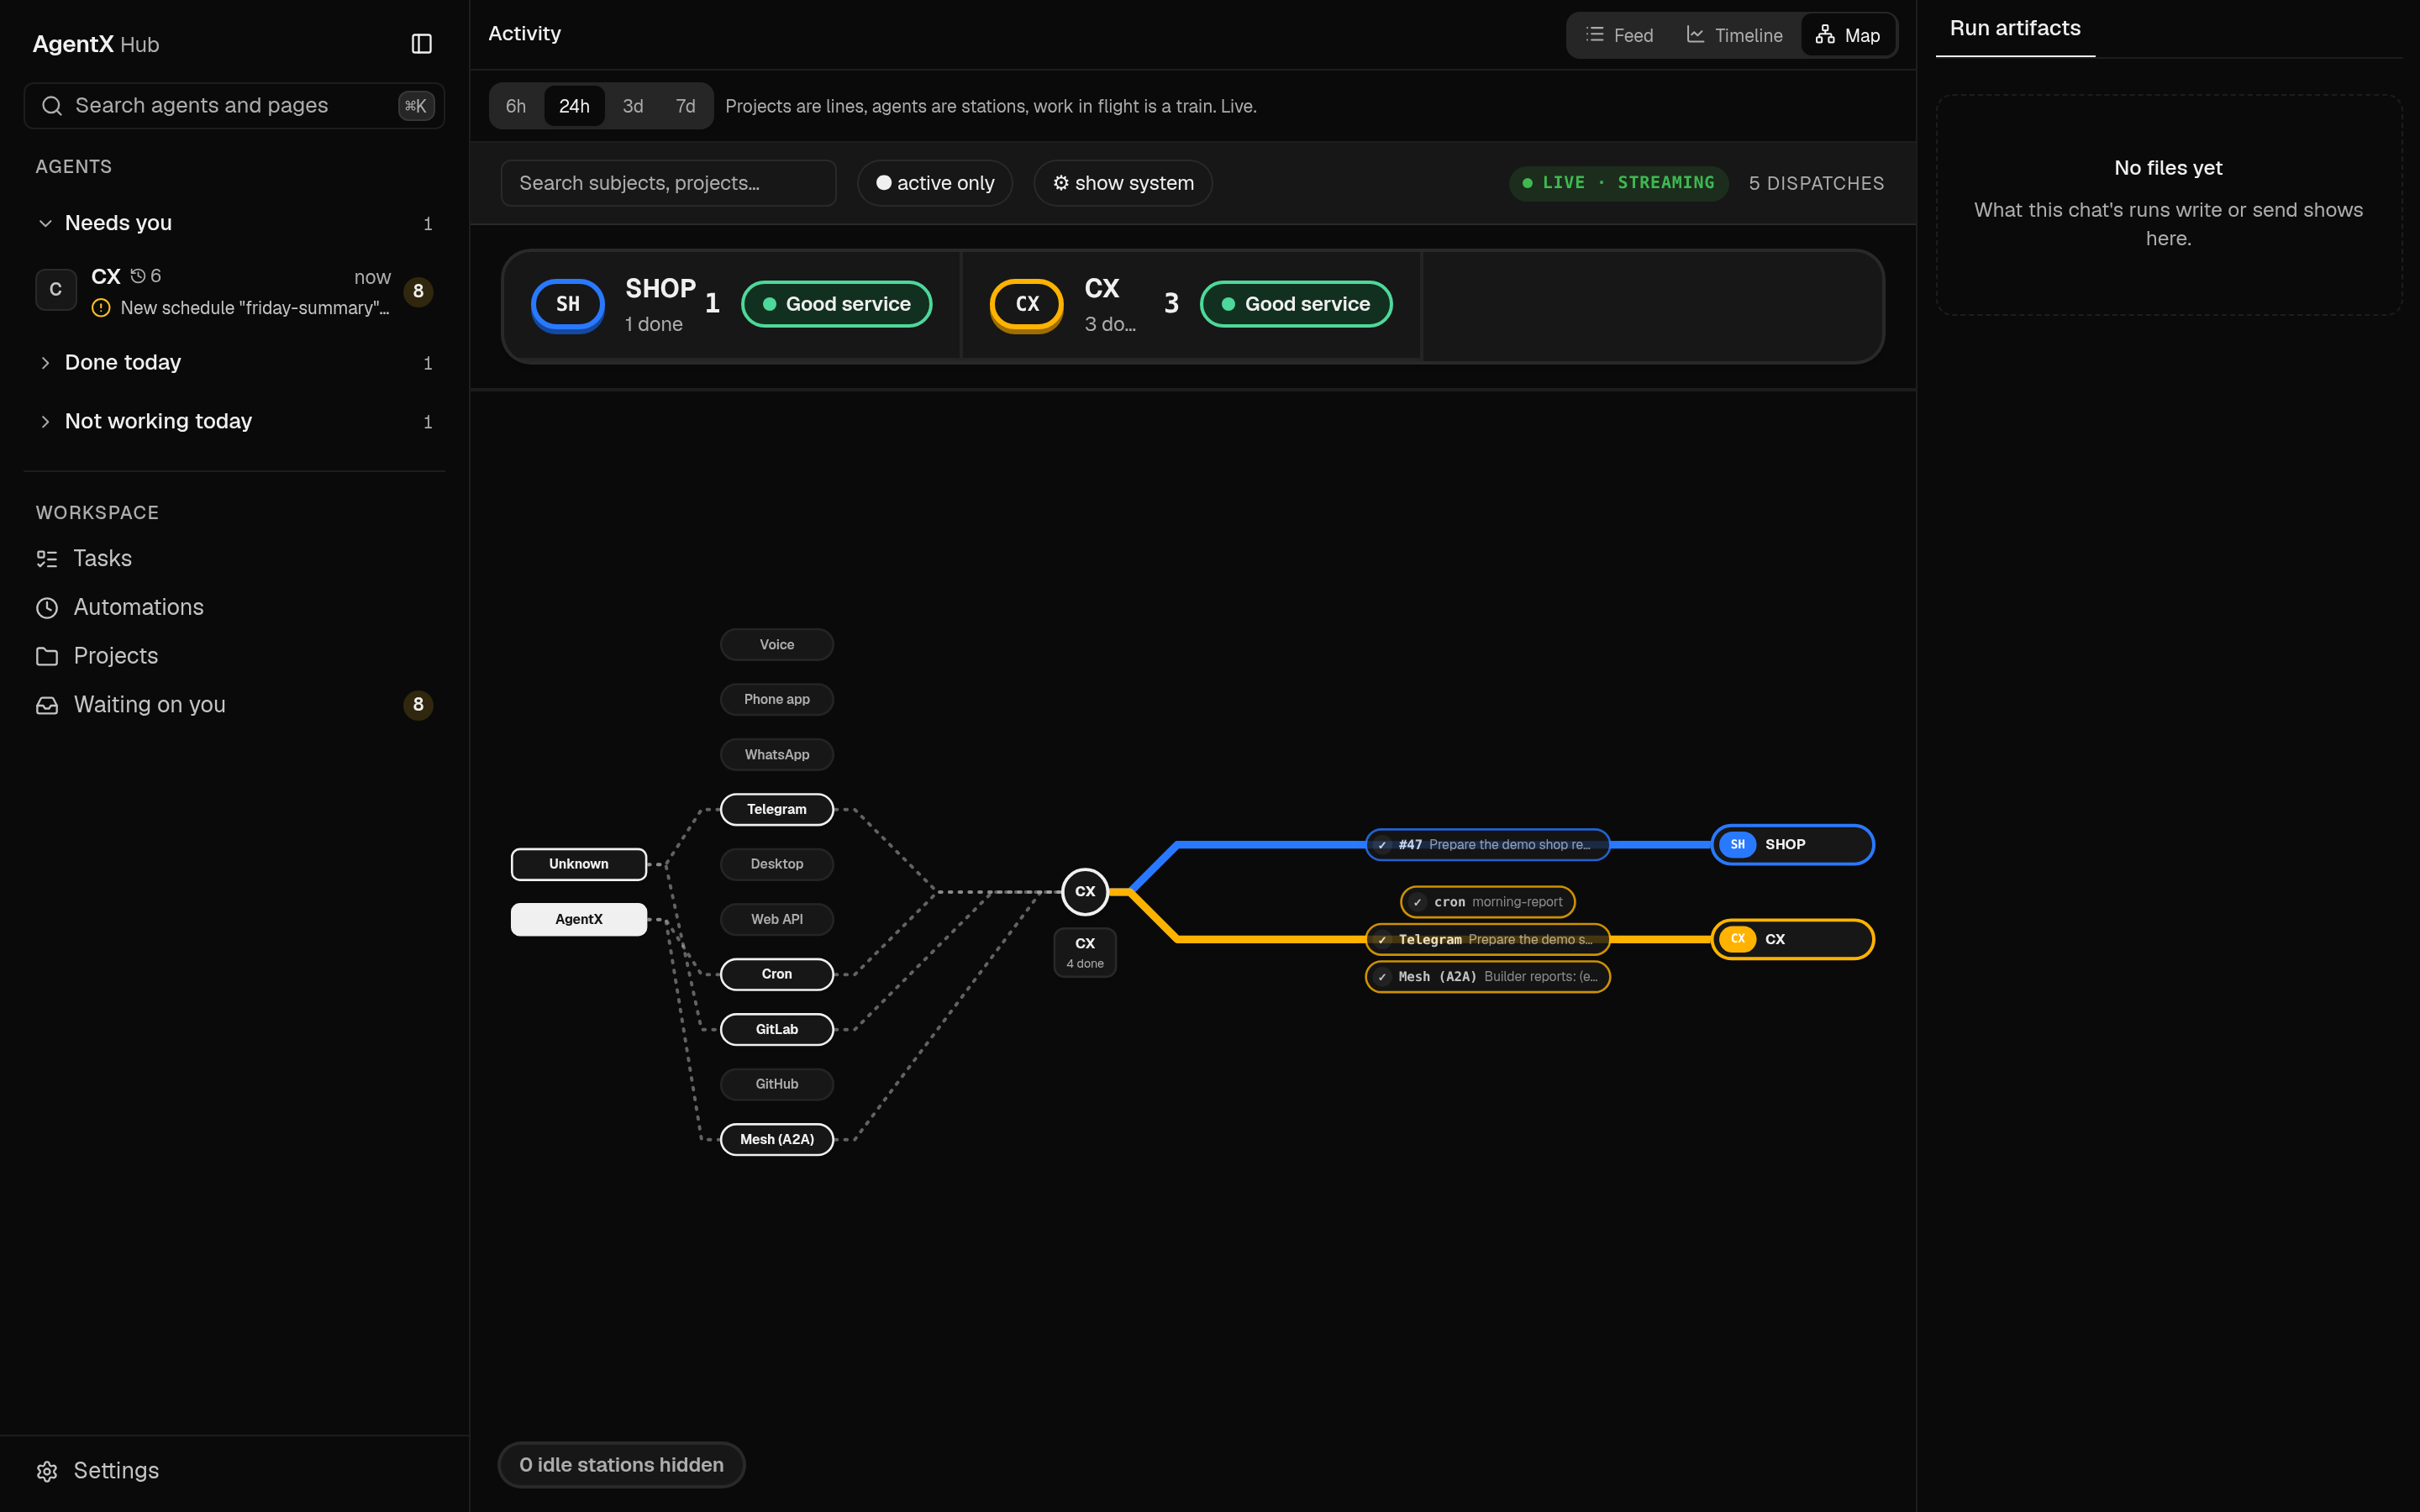 AgentX Hub
Search agents and pages
⌘K
AGENTS
Needs you
1
C
CX
6
now
New schedule "friday-summary"...
8
Done today
1
Not working today
1
WORKSPACE
Tasks
Automations
Projects
Waiting on you
8
Settings
Activity
Feed
Timeline
Map
6h
24h
3d
7d
Projects are lines, agents are stations, work in flight is a train. Live.
Search subjects, projects...
active only
⚙ show system
LIVE · STREAMING
5 DISPATCHES
SH
SHOP
1 done
1
Good service
CX
CX
3 do...
3
Good service
Voice
Phone app
WhatsApp
Telegram
Unknown
Desktop
AgentX
Web API
Cron
GitLab
GitHub
Mesh (A2A)
CX
CX
4 done
✓ #47 Prepare the demo shop re...
SH SHOP
✓ cron morning-report
✓ Telegram Prepare the demo s...
CX CX
✓ Mesh (A2A) Builder reports: (e...
0 idle stations hidden
Run artifacts
No files yet
What this chat's runs write or send shows
here.